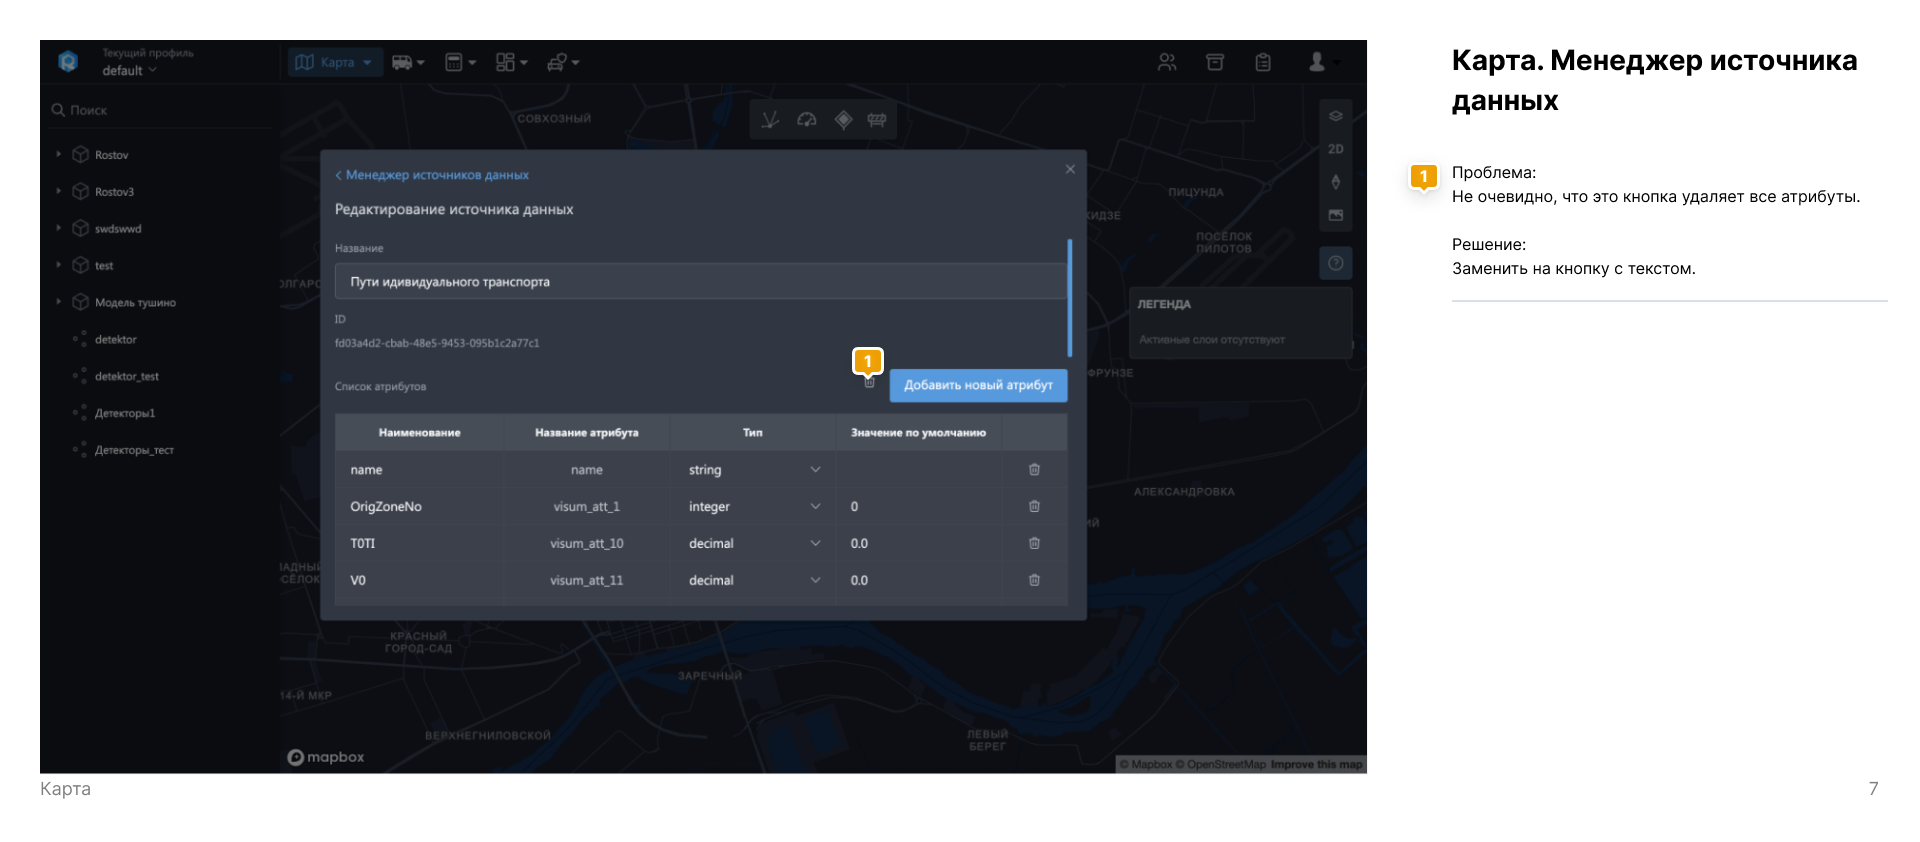 Текущий профиль
default
Карта
Поиск
Rostov
Rostov3
swdswwd
test
Модель тушино
detektor
detektor_test
Детекторы1
Детекторы_тест
СОВХОЗНЫЙ
2D
ПИЦУНДА
ПОСЁЛОК
ПИЛОТОВ
Менеджер источников данных
Редактирование источника данных
Название
Пути идивидуального транспорта
ID
fd03a4d2-cbab-48e5-9453-095b1c2a77c1
ЛЕГЕНДА
Активные слои отсутствуют
1
Список атрибутов
Добавить новый атрибут
ФРУНЗЕ
Наименование Название атрибута Тип Значение по умолчанию
name name string
OrigZoneNo visum_att_1 integer 0
T0TI visum_att_10 decimal 0.0
V0 visum_att_11 decimal 0.0
АЛЕКСАНДРОВКА
КРАСНЫЙ
ГОРОД-САД
ЗАРЕЧНЫЙ
14-Й МКР
ВЕРХНЕГНИЛОВСКОЙ
ЛЕВЫЙ
БЕРЕГ
mapbox
© Mapbox © OpenStreetMap Improve this map
Карта. Менеджер источника
данных
1
Проблема:
Не очевидно, что это кнопка удаляет все атрибуты.
Решение:
Заменить на кнопку с текстом.
Карта
7